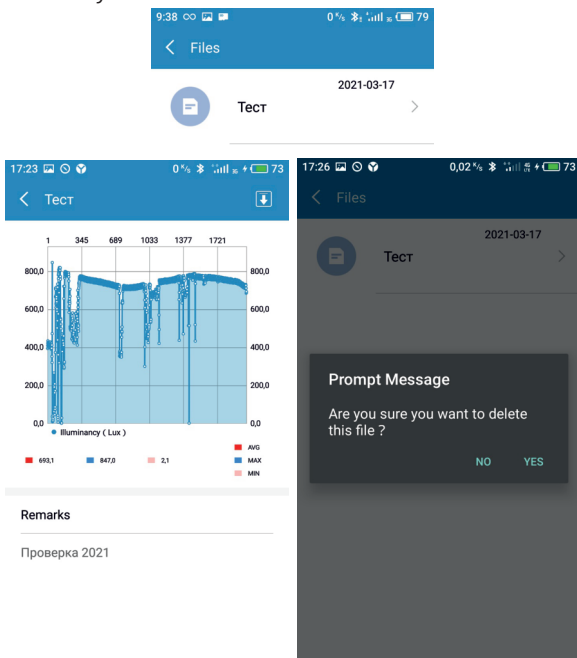 9:38
0 ᴷ/s
79
Files
2021-03-17
Тест
17:23
0 ᴷ/s
73
Тест
1 345 689 1033 1377 1721
800,0 800,0
600,0 600,0
400,0 400,0
200,0 200,0
0,0 0,0
Illuminancy ( Lux )
AVG
693,1 847,0 2,1 MAX
MIN
Remarks
Проверка 2021
17:26
0,02 ᴷ/s
73
Files
2021-03-17
Тест
Prompt Message
Are you sure you want to delete
this file ?
NO YES